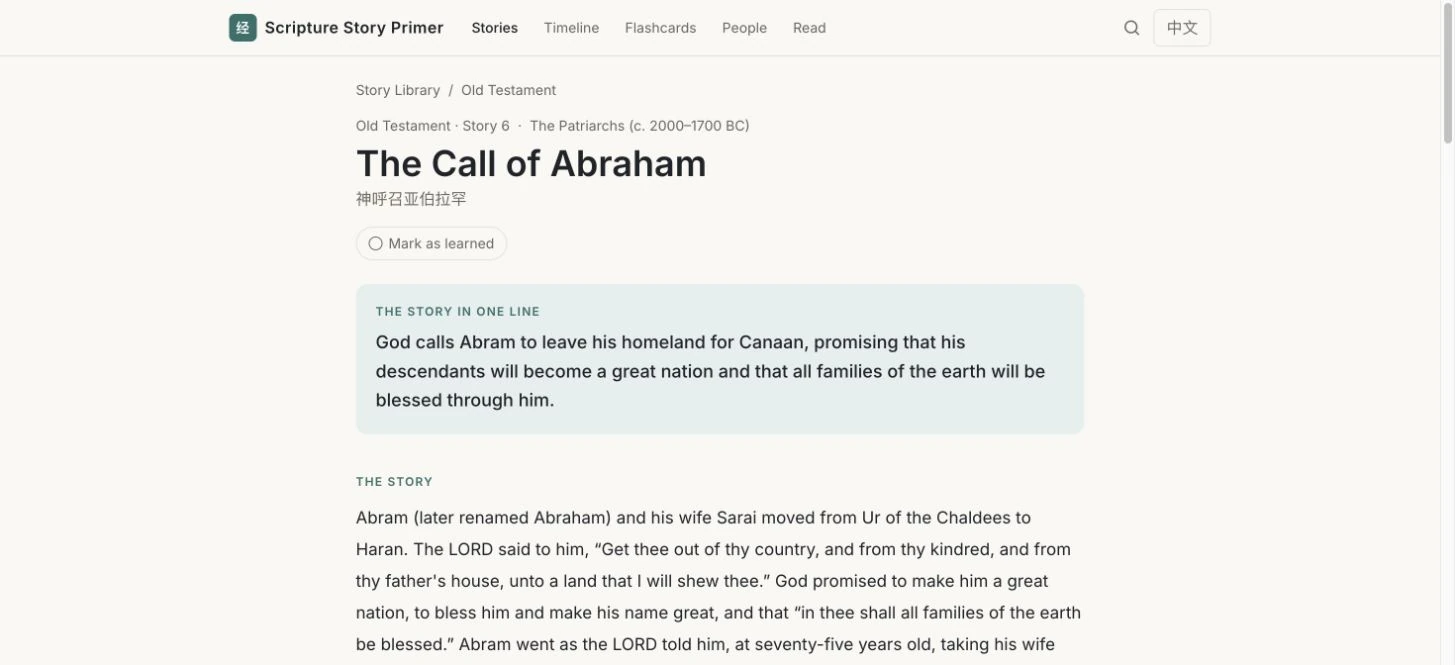 经 Scripture Story Primer Stories Timeline Flashcards People Read 中文
Story Library / Old Testament
Old Testament · Story 6 · The Patriarchs (c. 2000–1700 BC)
The Call of Abraham
神呼召亚伯拉罕
Mark as learned
THE STORY IN ONE LINE
God calls Abram to leave his homeland for Canaan, promising that his
descendants will become a great nation and that all families of the earth will be
blessed through him.
THE STORY
Abram (later renamed Abraham) and his wife Sarai moved from Ur of the Chaldees to
Haran. The LORD said to him, “Get thee out of thy country, and from thy kindred, and from
thy father's house, unto a land that I will shew thee.” God promised to make him a great
nation, to bless him and make his name great, and that “in thee shall all families of the earth
be blessed.” Abram went as the LORD told him, at seventy-five years old, taking his wife